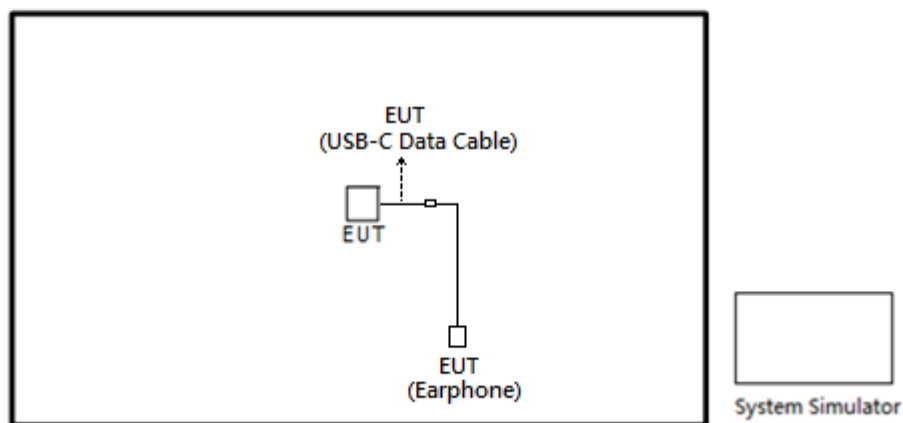 EUT
(USB-C Data Cable)
EUT
EUT
(Earphone)
System Simulator